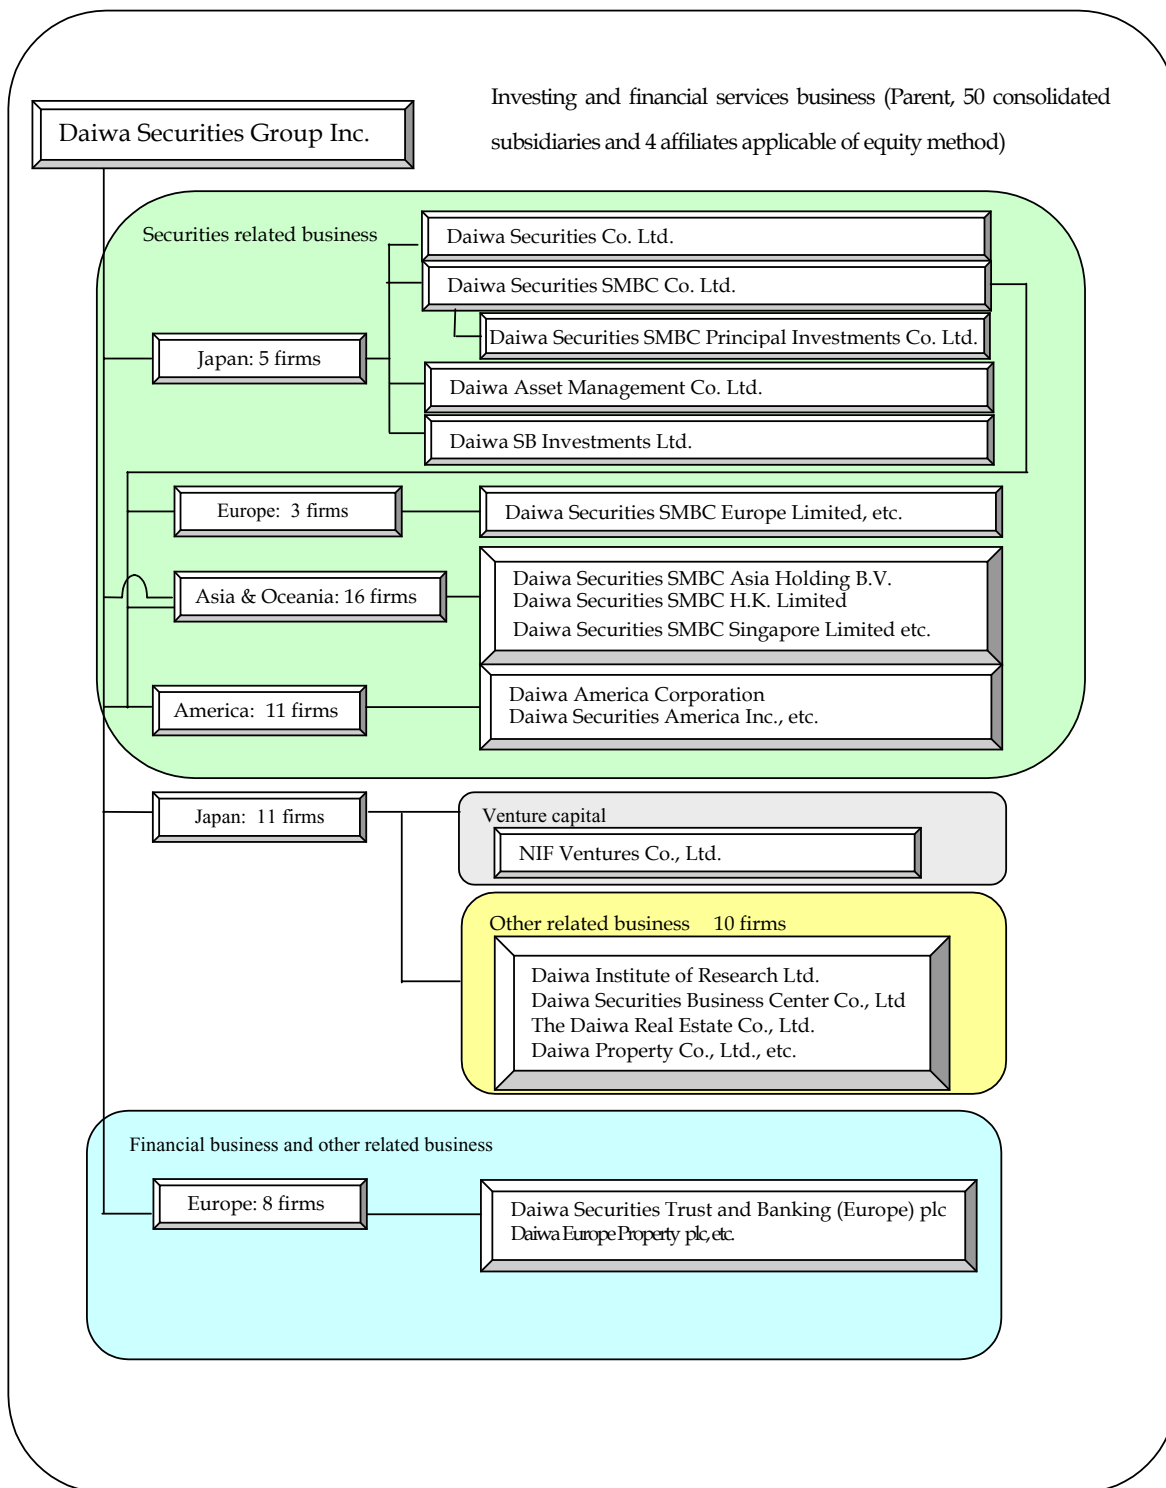 Daiwa Securities Group Inc.
Investing and financial services business (Parent, 50 consolidated
subsidiaries and 4 affiliates applicable of equity method)
Securities related business
Daiwa Securities Co. Ltd.
Daiwa Securities SMBC Co. Ltd.
Daiwa Securities SMBC Principal Investments Co. Ltd.
Japan: 5 firms
Daiwa Asset Management Co. Ltd.
Daiwa SB Investments Ltd.
Europe: 3 firms
Daiwa Securities SMBC Europe Limited, etc.
Asia & Oceania: 16 firms
Daiwa Securities SMBC Asia Holding B.V.
Daiwa Securities SMBC H.K. Limited
Daiwa Securities SMBC Singapore Limited etc.
America: 11 firms
Daiwa America Corporation
Daiwa Securities America Inc., etc.
Japan: 11 firms
Venture capital
NIF Ventures Co., Ltd.
Other related business 10 firms
Daiwa Institute of Research Ltd.
Daiwa Securities Business Center Co., Ltd
The Daiwa Real Estate Co., Ltd.
Daiwa Property Co., Ltd., etc.
Financial business and other related business
Europe: 8 firms
Daiwa Securities Trust and Banking (Europe) plc
Daiwa Europe Property plc, etc.